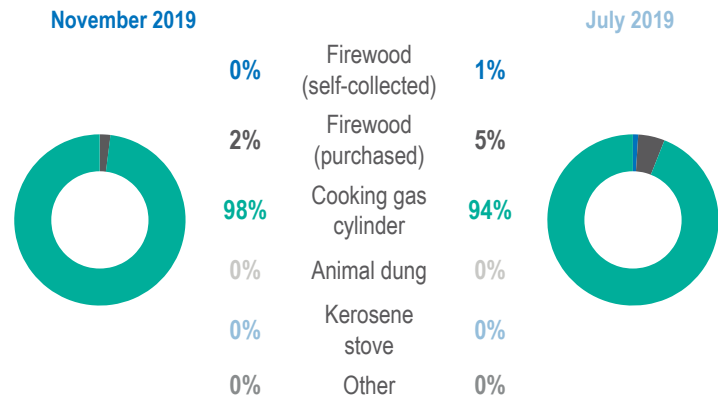 November 2019
July 2019
0%
Firewood
(self-collected)
1%
2%
Firewood
(purchased)
5%
98%
Cooking gas
cylinder
94%
0%
Animal dung
0%
0%
Kerosene
stove
0%
0%
Other
0%